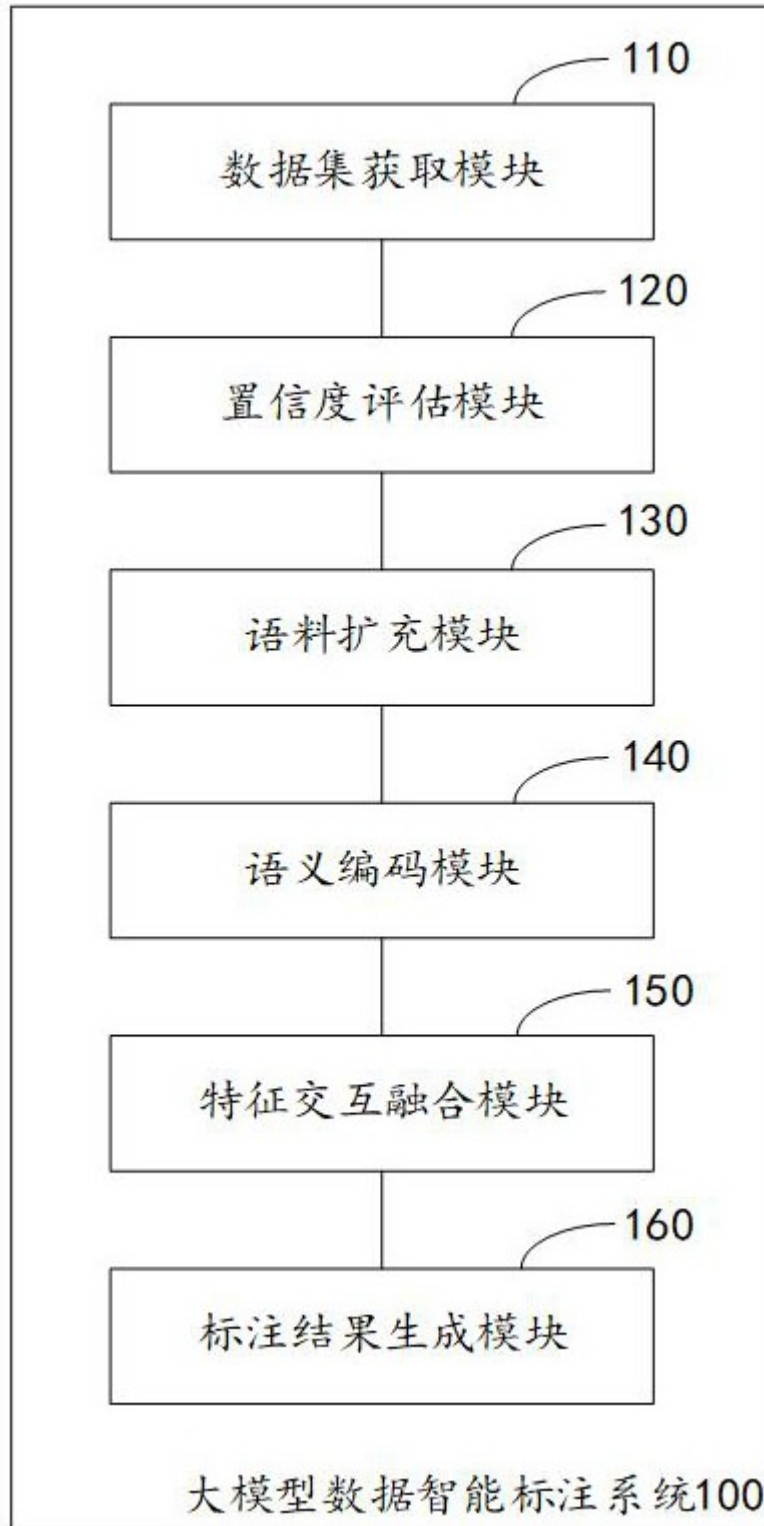 110
数据集获取模块
120
置信度评估模块
130
语料扩充模块
140
语义编码模块
150
特征交互融合模块
160
标注结果生成模块
大模型数据智能标注系统100